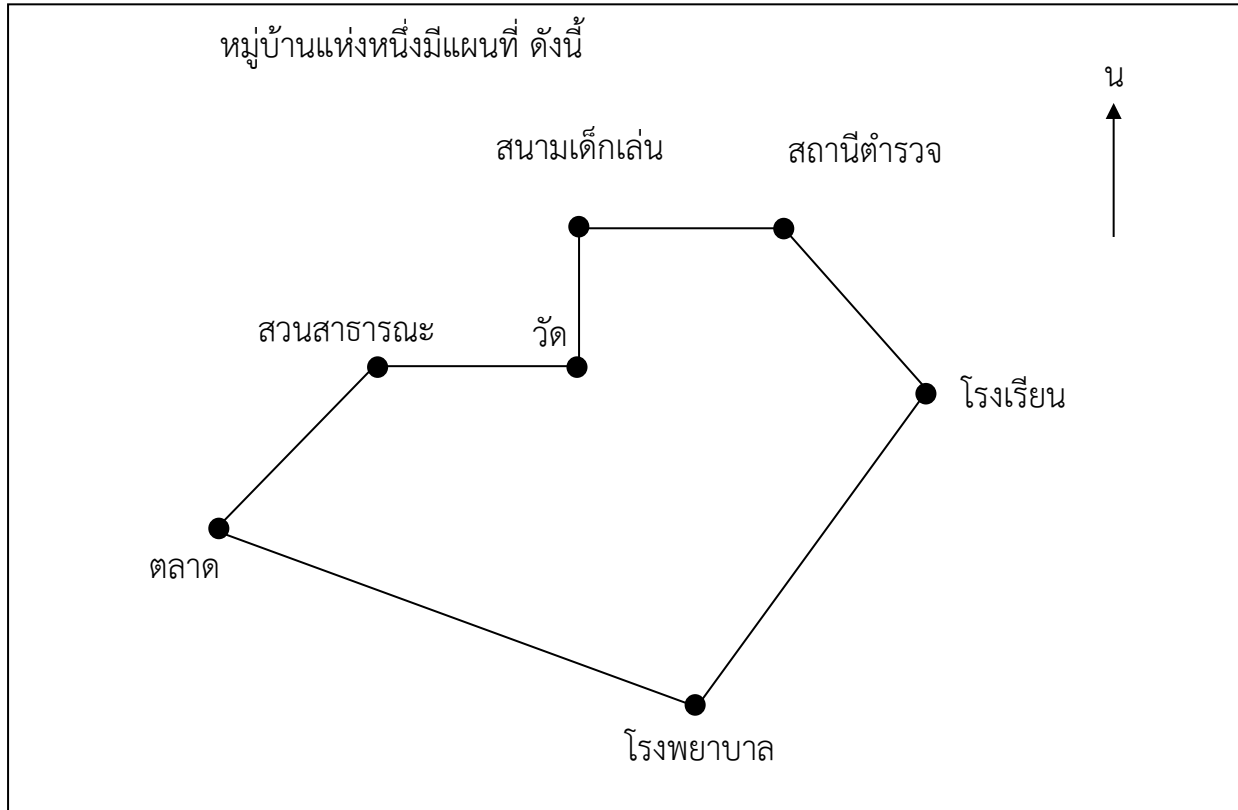 หมู่บ้านแห่งหนึ่งมีแผนที่ ดังนี้
น
สนามเด็กเล่น
สถานีตำรวจ
สวนสาธารณะ
วัด
โรงเรียน
ตลาด
โรงพยาบาล